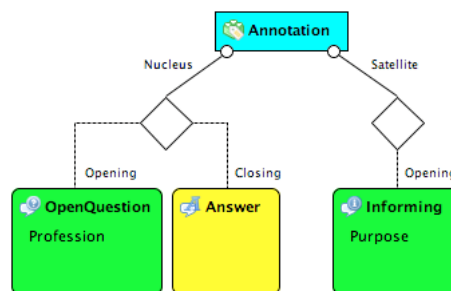 Annotation
Nucleus
Satellite
Opening
Closing
Opening
OpenQuestion
Answer
Informing
Profession
Purpose